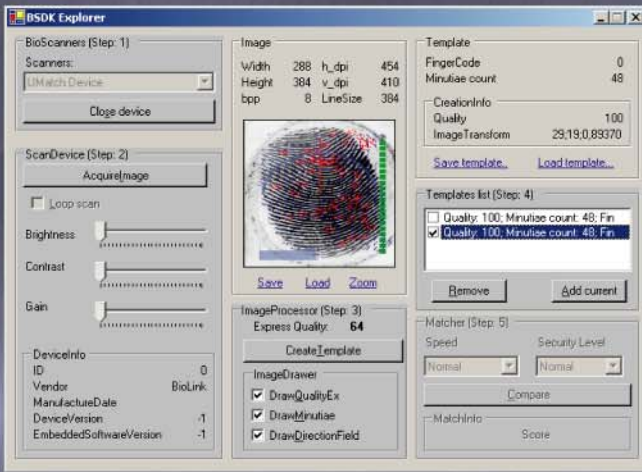 BSDK Explorer
BioScanners (Step: 1)
Scanners:
UMatch Device
Close device
ScanDevice (Step: 2)
AcquireImage
Loop scan
Brightness
Contrast
Gain
DeviceInfo
ID 0
Vendor BioLink
ManufactureDate
DeviceVersion -1
EmbeddedSoftwareVersion -1
Image
Width 288 h_dpi 454
Height 384 v_dpi 410
bpp 8 LineSize 384
Save Load Zoom
ImageProcessor (Step: 3)
Express Quality: 64
CreateTemplate
ImageDrawer
DrawQualityEx
DrawMinutiae
DrawDirectionField
Template
FingerCode 0
Minutiae count 48
CreationInfo
Quality 100
ImageTransform 29;19;0,89370
Save template.. Load template...
Templates list (Step: 4)
Quality: 100; Minutiae count: 48; Fin
Quality: 100; Minutiae count: 48; Fin
Remove Add current
Matcher (Step: 5)
Speed Security Level
Normal Normal
Compare
MatchInfo
Score